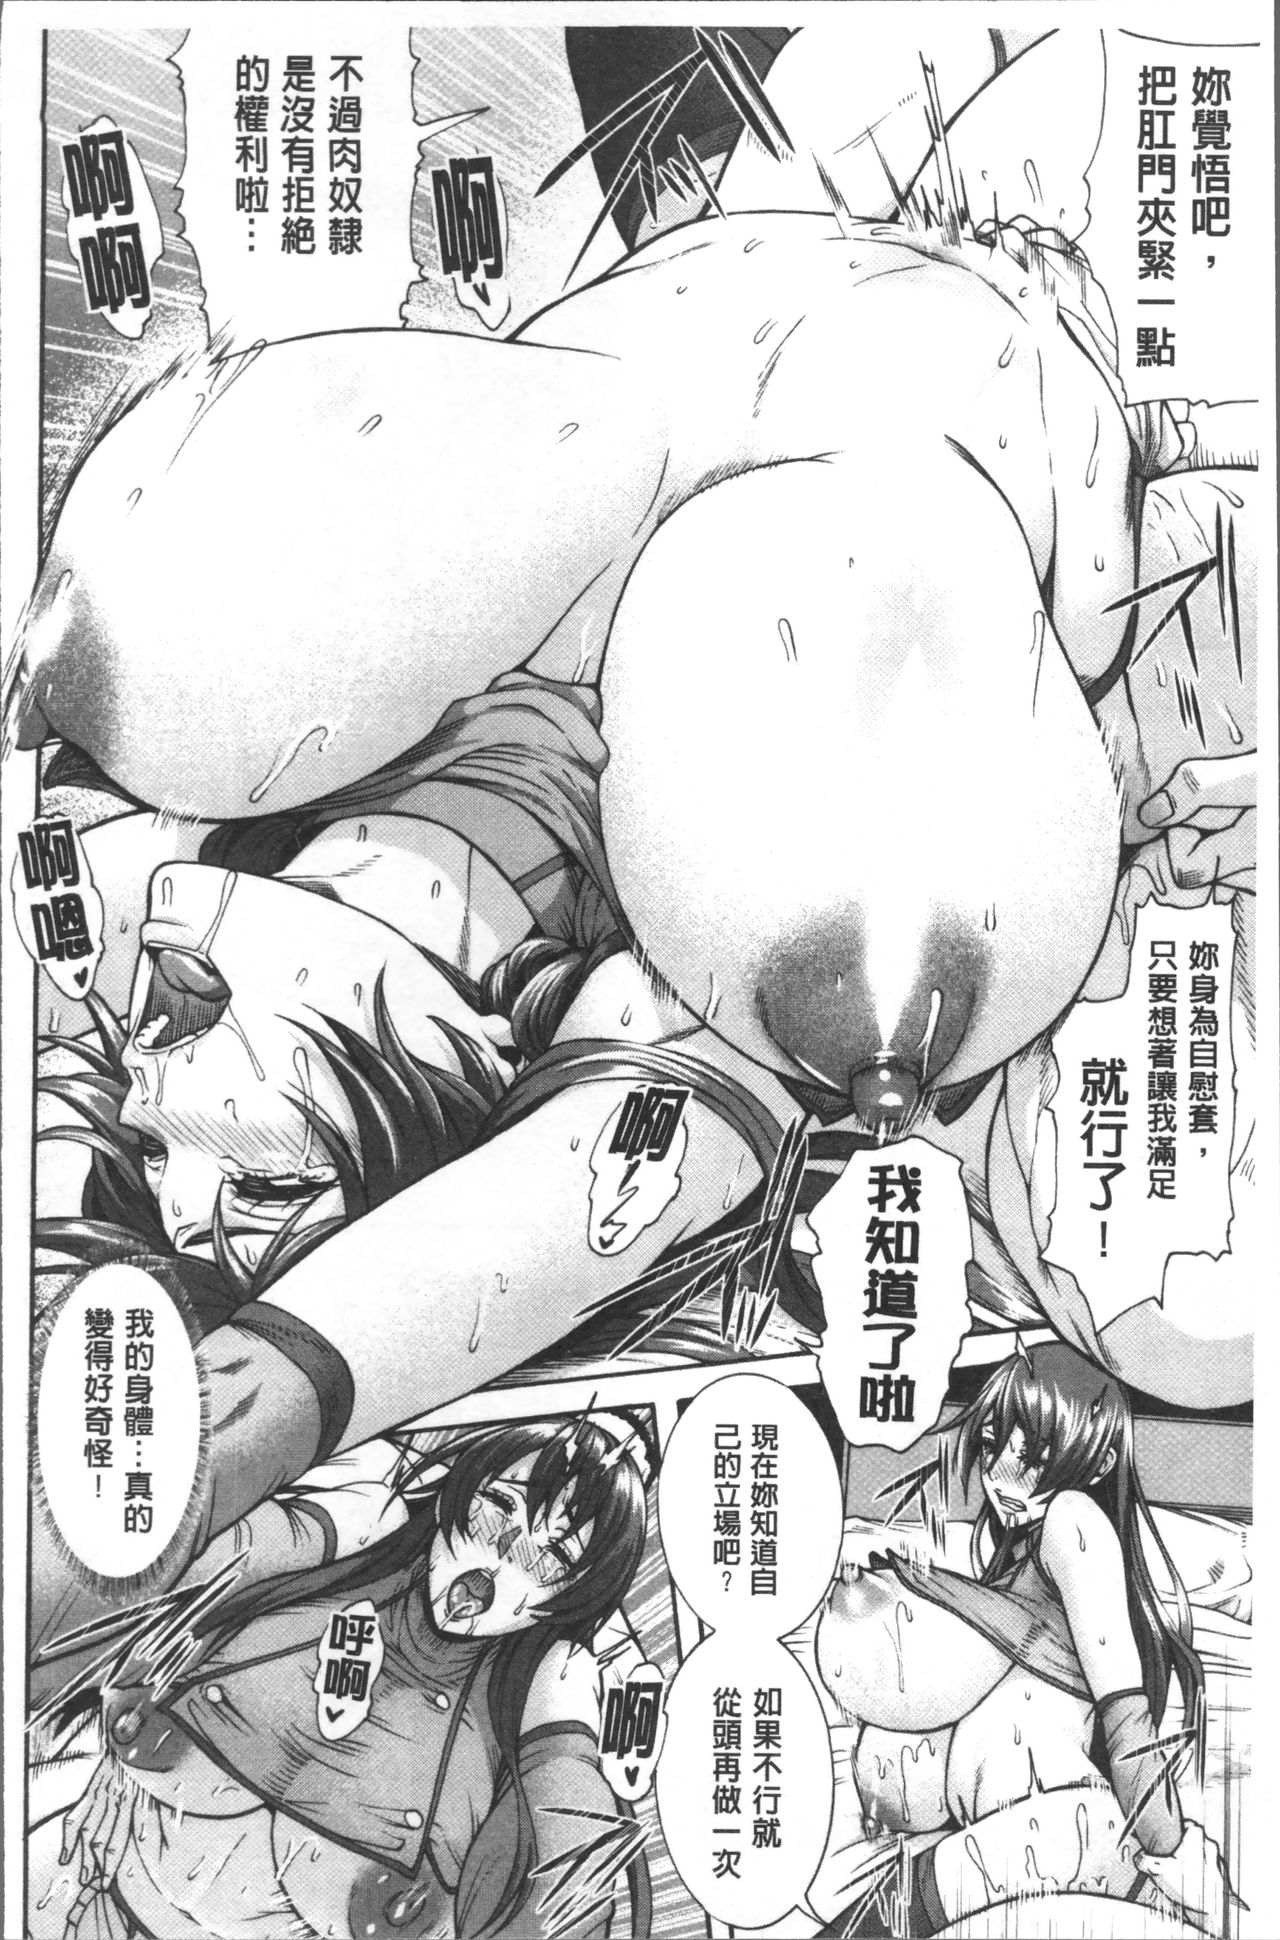 妳覺悟吧，
把肛門夾緊一點
啊
不過肉奴隸
是沒有拒絕
的權利啦…
啊啊
啊嗯
妳身為自慰套，
只要想著讓我滿足
就行了！
我知道了啦
啊
我的身體…真的
變得好奇怪！
現在妳知道自
己的立場吧？
如果不行就
從頭再做一次
啊
呼啊